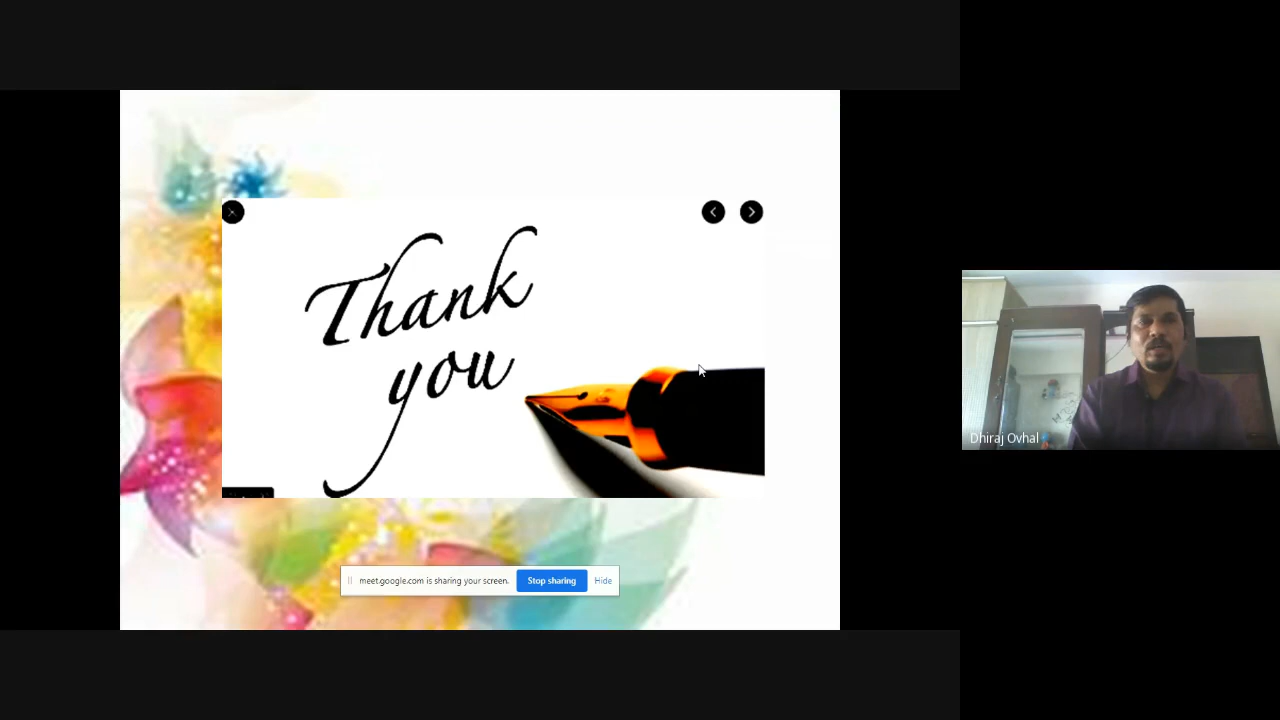 Thank
you
meet.google.com is sharing your screen.
Stop sharing
Hide
Dhiraj Ovhal